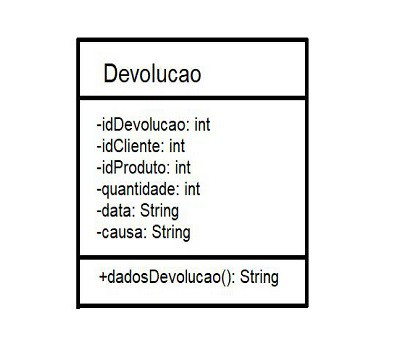 Devolucao
-idDevolucao: int
-idCliente: int
-idProduto: int
-quantidade: int
-data: String
-causa: String
+dadosDevolucao(): String